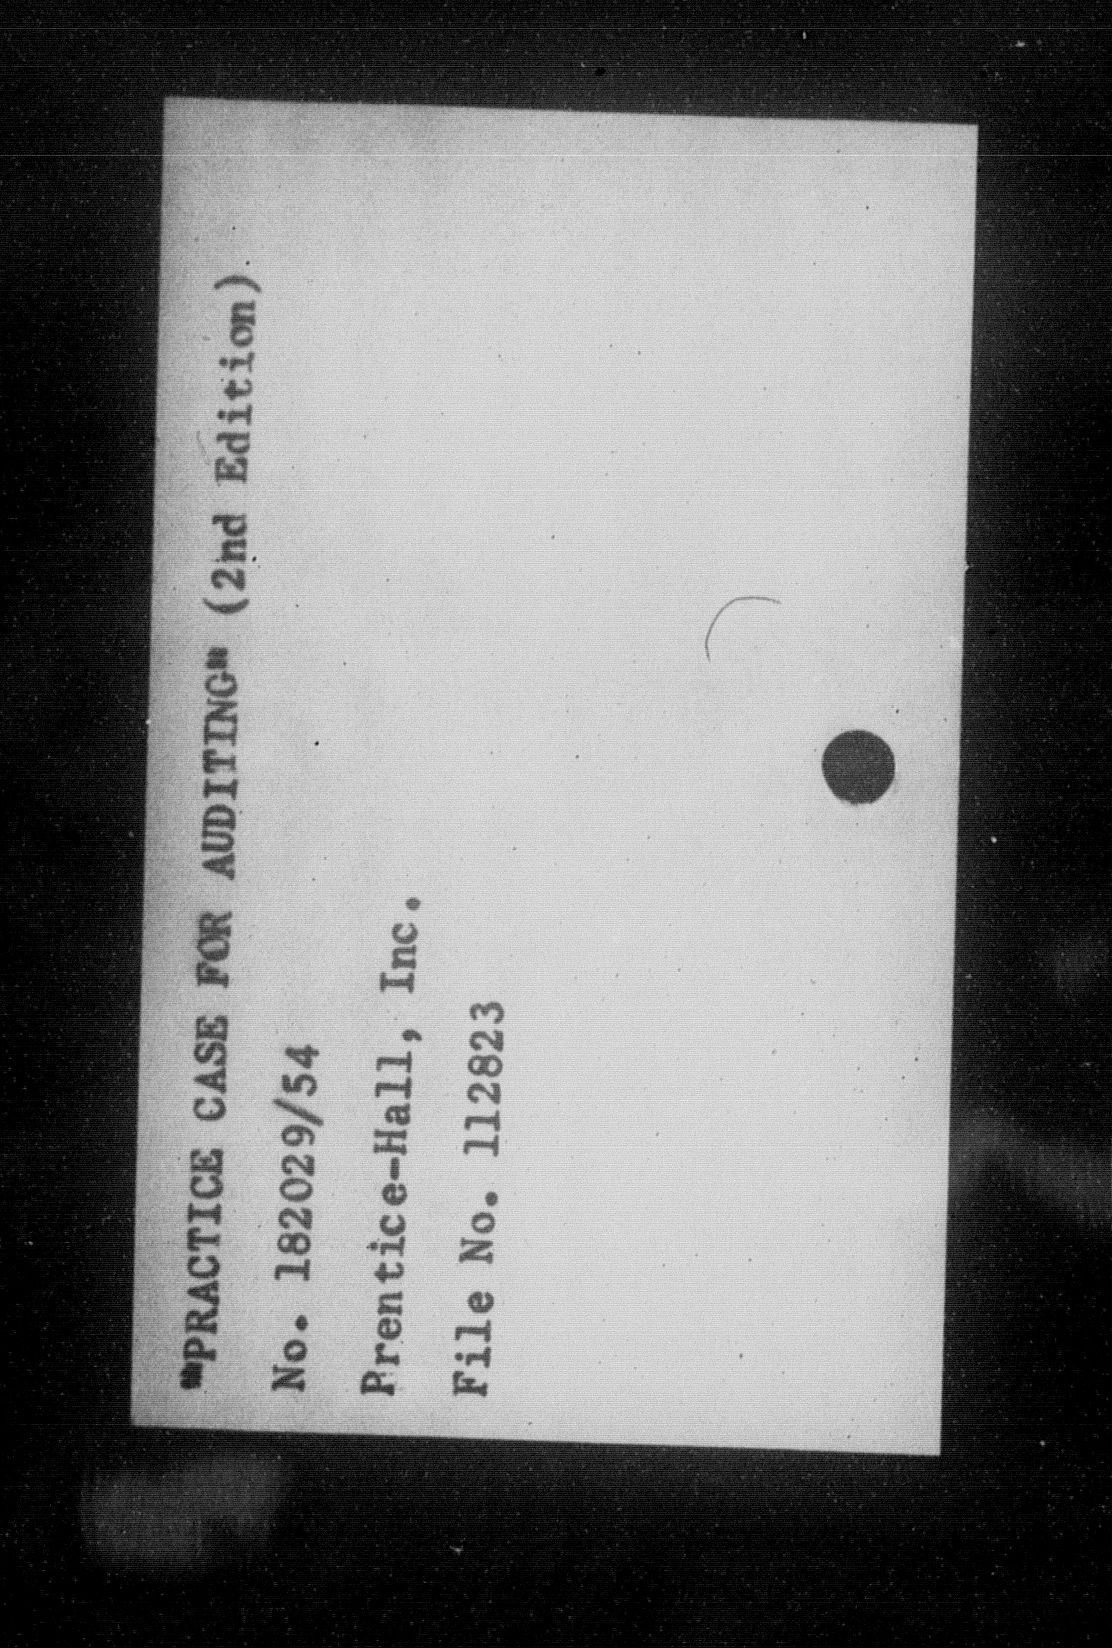 "PRACTICE CASE FOR AUDITING" (2nd Edition)
No. 182029/54
Prentice-Hall, Inc.
File No. 112823